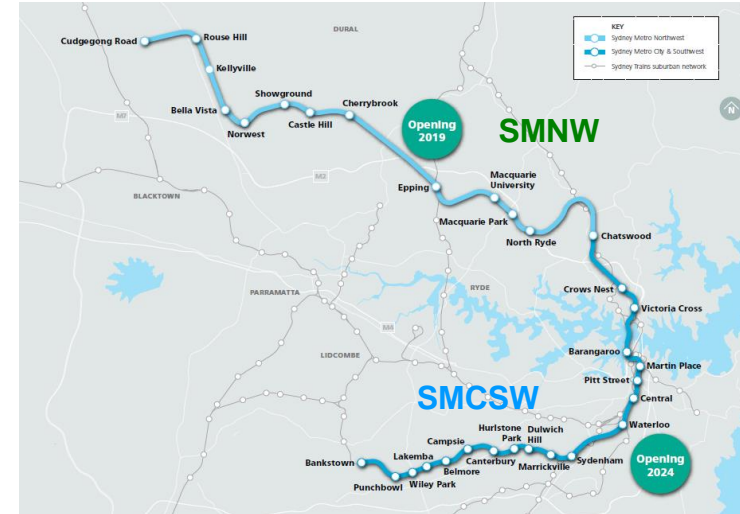 KEY
Sydney Metro Northwest
Sydney Metro City & Southwest
Sydney Trains suburban network
N
DURAL
Cudgegong Road
Rouse Hill
Kellyville
Bella Vista
Norwest
Showground
Castle Hill
Cherrybrook
Opening
2019
SMNW
M7
M2
Epping
Macquarie
University
Macquarie Park
North Ryde
Chatswood
BLACKTOWN
PARRAMATTA
RYDE
M4
LIDCOMBE
Crows Nest
Victoria Cross
Barangaroo
Martin Place
Pitt Street
Central
Waterloo
SMCSW
Sydenham
Marrickville
Dulwich
Hill
Hurlstone
Park
Canterbury
Campsie
Belmore
Lakemba
Wiley Park
Punchbowl
Bankstown
Opening
2024